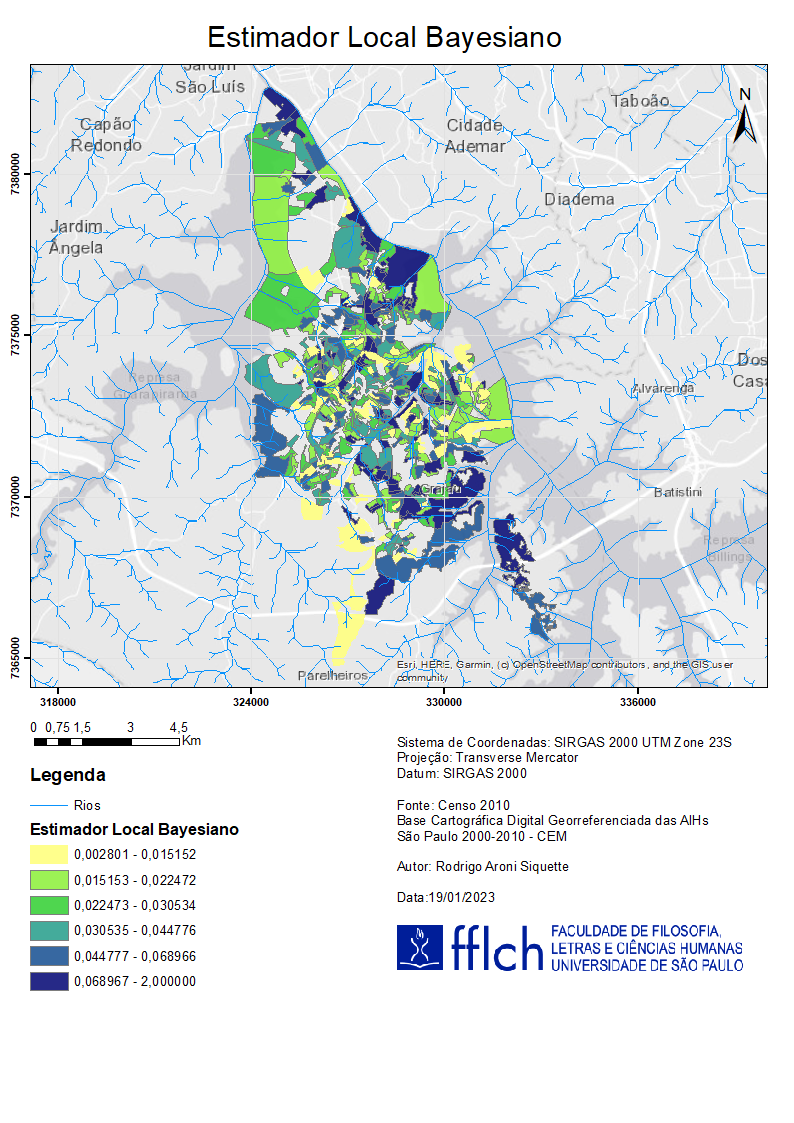 Estimador Local Bayesiano
Jardim
São Luís
Capão
Redondo
Cidade
Ademar
Taboão
N
Diadema
Jardim
Ângela
Represa
Guarapiranga
Alvarenga
Dos
Casa
Grajaú
Batistini
Represa
Billings
Parelheiros
Esri, HERE, Garmin, (c) OpenStreetMap contributors, and the GIS user
community
7380000
7375000
7370000
7365000
318000 324000 330000 336000
0 0,75 1,5 3 4,5
Km
Legenda
Rios
Estimador Local Bayesiano
0,002801 - 0,015152
0,015153 - 0,022472
0,022473 - 0,030534
0,030535 - 0,044776
0,044777 - 0,068966
0,068967 - 2,000000
Sistema de Coordenadas: SIRGAS 2000 UTM Zone 23S
Projeção: Transverse Mercator
Datum: SIRGAS 2000
Fonte: Censo 2010
Base Cartográfica Digital Georreferenciada das AIHs
São Paulo 2000-2010 - CEM
Autor: Rodrigo Aroni Siquette
Data:19/01/2023
fflch
FACULDADE DE FILOSOFIA,
LETRAS E CIÊNCIAS HUMANAS
UNIVERSIDADE DE SÃO PAULO